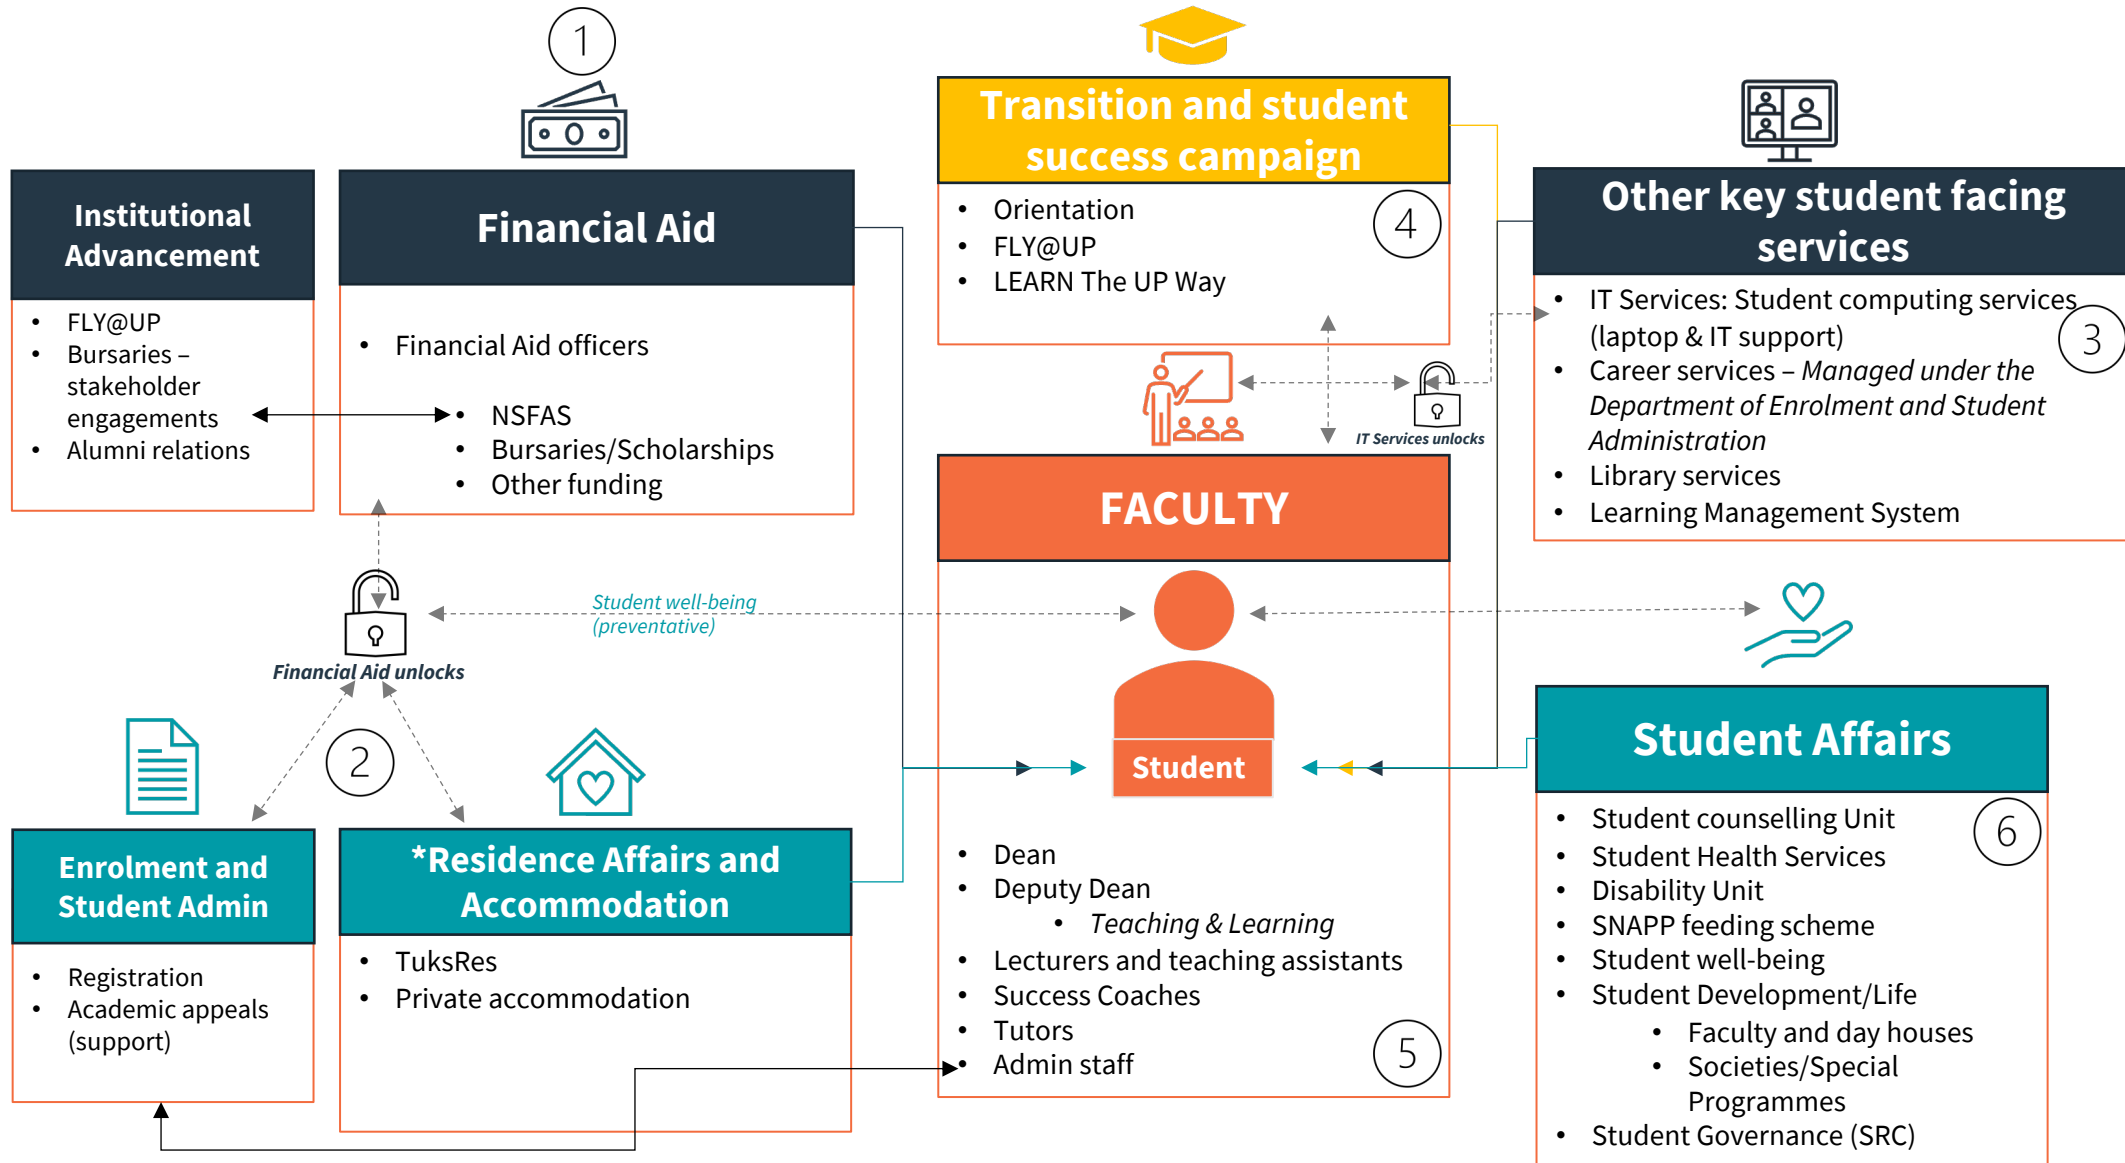 1
Institutional
Advancement
• FLY@UP
• Bursaries –
stakeholder
engagements
• Alumni relations
Financial Aid
• Financial Aid officers
• NSFAS
• Bursaries/Scholarships
• Other funding
Transition and student
success campaign
• Orientation
• FLY@UP
• LEARN The UP Way
4
Other key student facing
services
• IT Services: Student computing services
(laptop & IT support)
• Career services – Managed under the
Department of Enrolment and Student
Administration
• Library services
• Learning Management System
3
IT Services unlocks
Financial Aid unlocks
Student well-being
(preventative)
2
Enrolment and
Student Admin
• Registration
• Academic appeals
(support)
*Residence Affairs and
Accommodation
• TuksRes
• Private accommodation
FACULTY
Student
• Dean
• Deputy Dean
• Teaching & Learning
• Lecturers and teaching assistants
• Success Coaches
• Tutors
• Admin staff
5
Student Affairs
• Student counselling Unit
• Student Health Services
• Disability Unit
• SNAPP feeding scheme
• Student well-being
• Student Development/Life
• Faculty and day houses
• Societies/Special
Programmes
• Student Governance (SRC)
6